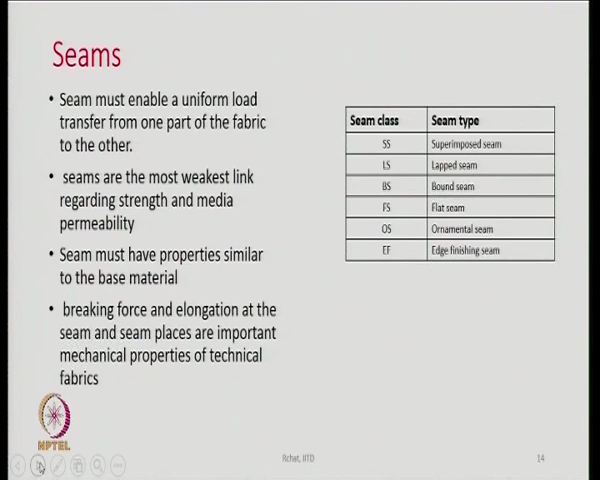 Seams
• Seam must enable a uniform load
transfer from one part of the fabric
to the other.
• seams are the most weakest link
regarding strength and media
permeability
• Seam must have properties similar
to the base material
• breaking force and elongation at the
seam and seam places are important
mechanical properties of technical
fabrics
Seam class Seam type
SS Superimposed seam
LS Lapped seam
BS Bound seam
FS Flat seam
OS Ornamental seam
EF Edge finishing seam
NPTEL
Rchat, IITD
14